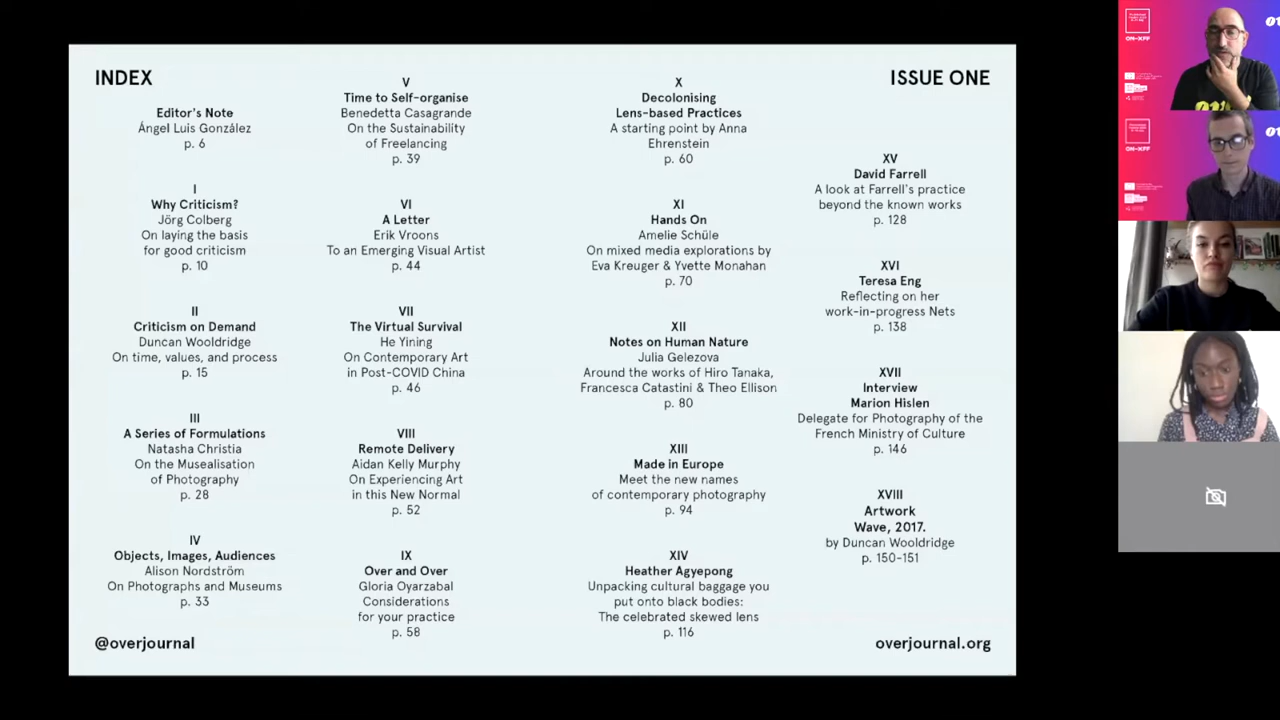 INDEX
ISSUE ONE
Editor's Note
Ángel Luis González
p. 6
I
Why Criticism?
Jörg Colberg
On laying the basis
for good criticism
p. 10
II
Criticism on Demand
Duncan Wooldridge
On time, values, and process
p. 15
III
A Series of Formulations
Natasha Christia
On the Musealisation
of Photography
p. 28
IV
Objects, Images, Audiences
Alison Nordström
On Photographs and Museums
p. 33
V
Time to Self-organise
Benedetta Casagrande
On the Sustainability
of Freelancing
p. 39
VI
A Letter
Erik Vroons
To an Emerging Visual Artist
p. 44
VII
The Virtual Survival
He Yining
On Contemporary Art
in Post-COVID China
p. 46
VIII
Remote Delivery
Aidan Kelly Murphy
On Experiencing Art
in this New Normal
p. 52
IX
Over and Over
Gloria Oyarzabal
Considerations
for your practice
p. 58
X
Decolonising
Lens-based Practices
A starting point by Anna
Ehrenstein
p. 60
XI
Hands On
Amelie Schüle
On mixed media explorations by
Eva Kreuger & Yvette Monahan
p. 70
XII
Notes on Human Nature
Julia Gelezova
Around the works of Hiro Tanaka,
Francesca Catastini & Theo Ellison
p. 80
XIII
Made in Europe
Meet the new names
of contemporary photography
p. 94
XIV
Heather Agyepong
Unpacking cultural baggage you
put onto black bodies:
The celebrated skewed lens
p. 116
XV
David Farrell
A look at Farrell's practice
beyond the known works
p. 128
XVI
Teresa Eng
Reflecting on her
work-in-progress Nets
p. 138
XVII
Interview
Marion Hislen
Delegate for Photography of the
French Ministry of Culture
p. 146
XVIII
Artwork
Wave, 2017.
by Duncan Wooldridge
p. 150-151
@overjournal
overjournal.org